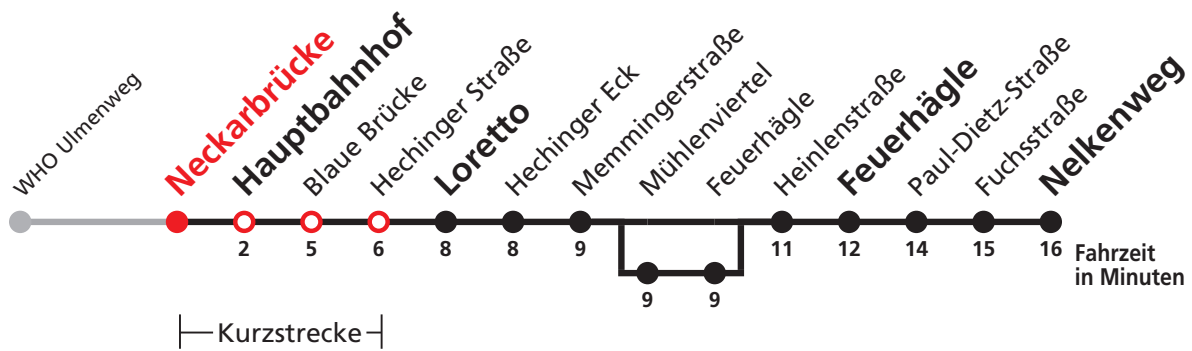 WHO Ulmenweg
Neckarbrücke
Hauptbahnhof
Blaue Brücke
Hechinger Straße
Loretto
Hechinger Eck
Memmingerstraße
Mühlenviertel
Feuerhägle
Heinlenstraße
Feuerhägle
Paul-Dietz-Straße
Fuchsstraße
Nelkenweg
2 5 6 8 8 9 11 12 14 15 16 Fahrzeit
in Minuten
9 9
Kurzstrecke